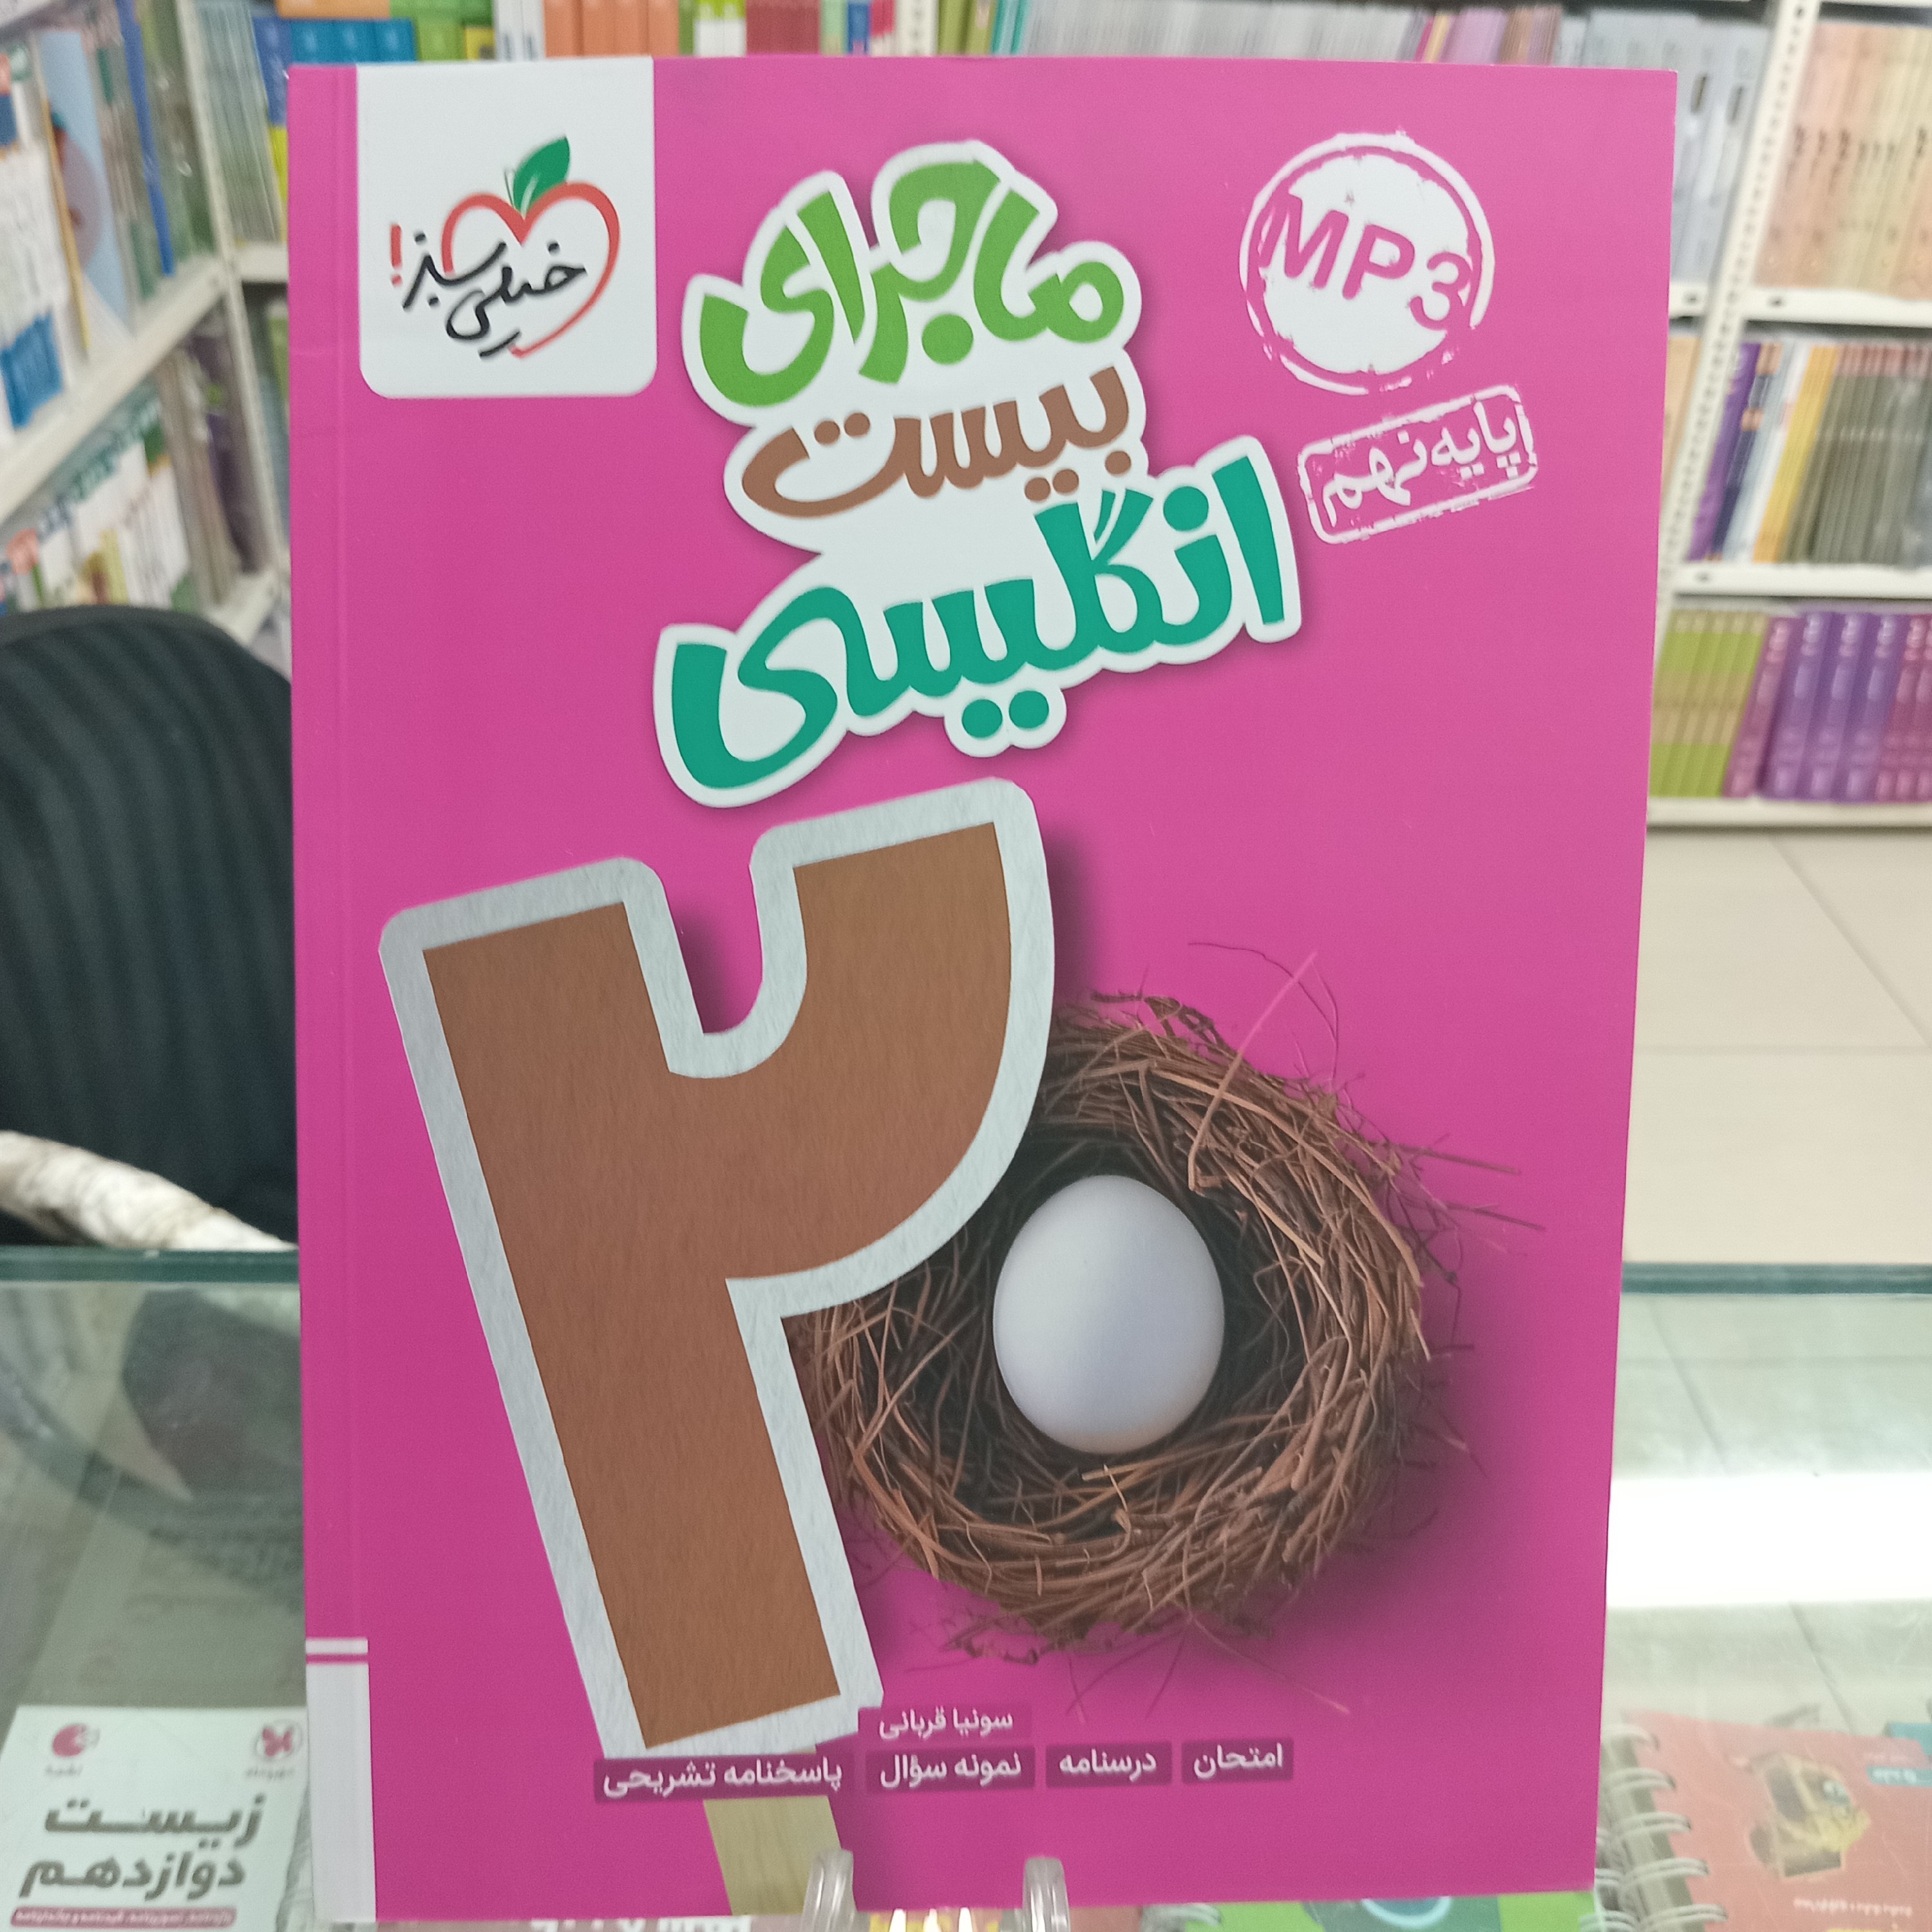 خیلی سبز!
ماجرای
بیست
انگلیسی
MP3
پایه نهم
۲۰
سونیا قربانی
امتحان درسنامه نمونه سؤال پاسخنامه تشریحی
زیست
دوازدهم